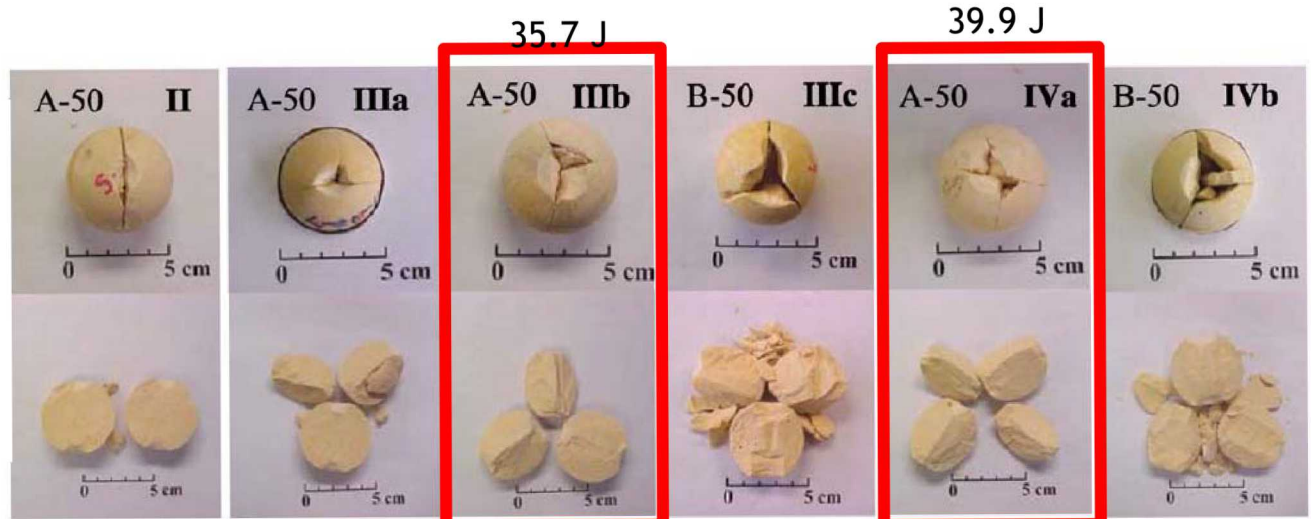 35.7 J
39.9 J
A-50 II
A-50 IIIa
A-50 IIIb
B-50 IIIc
A-50 IVa
B-50 IVb
5.
0 5 cm
0 5 cm
0 5 cm
0 5 cm
0 5 cm
0 5 cm
0 5 cm
0 5 cm
0 5 cm
0 5 cm
0 5 cm
0 5 cm